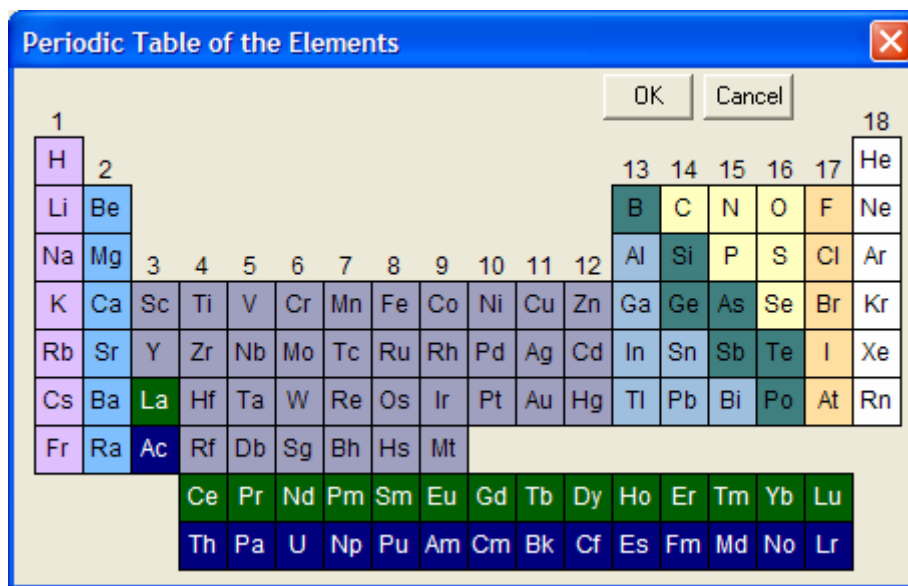 Periodic Table of the Elements
OK Cancel
1 18
H 2 13 14 15 16 17 He
Li Be B C N O F Ne
Na Mg 3 4 5 6 7 8 9 10 11 12 Al Si P S Cl Ar
K Ca Sc Ti V Cr Mn Fe Co Ni Cu Zn Ga Ge As Se Br Kr
Rb Sr Y Zr Nb Mo Tc Ru Rh Pd Ag Cd In Sn Sb Te I Xe
Cs Ba La Hf Ta W Re Os Ir Pt Au Hg Tl Pb Bi Po At Rn
Fr Ra Ac Rf Db Sg Bh Hs Mt
Ce Pr Nd Pm Sm Eu Gd Tb Dy Ho Er Tm Yb Lu
Th Pa U Np Pu Am Cm Bk Cf Es Fm Md No Lr